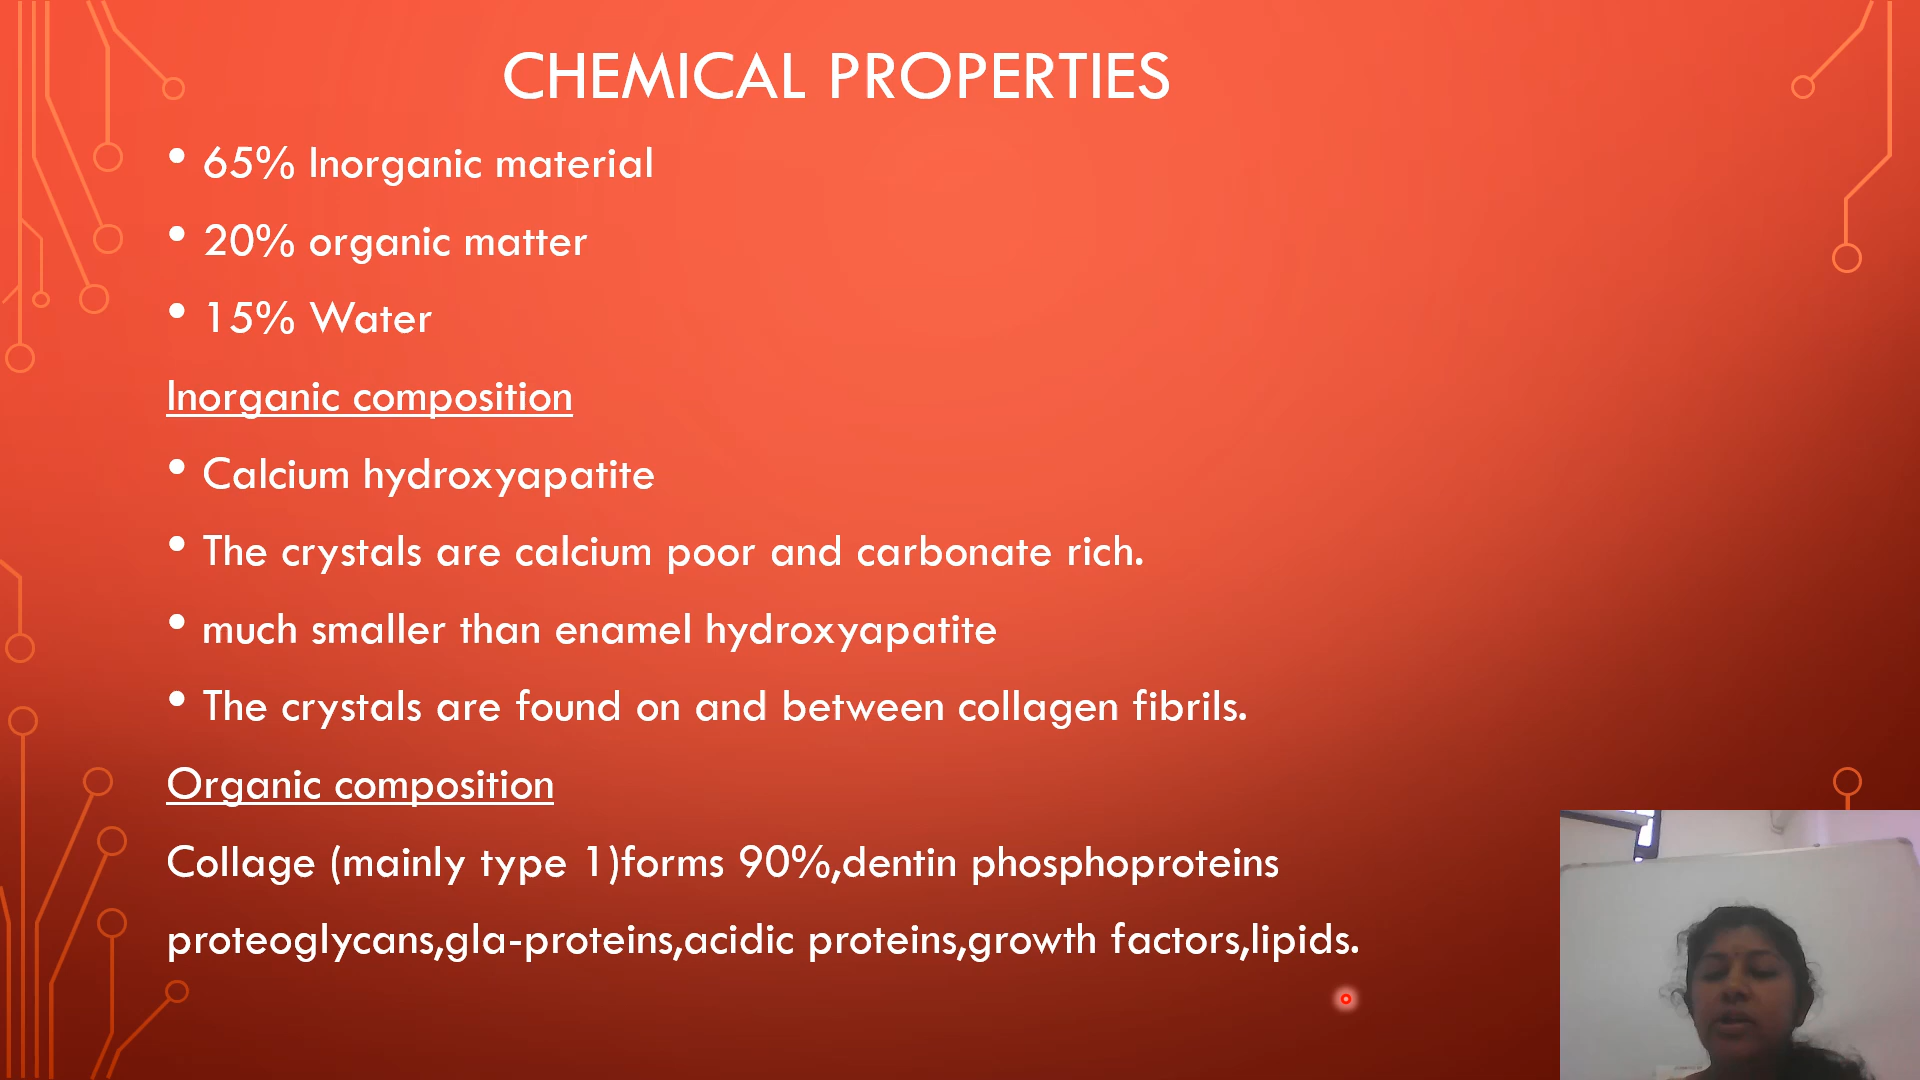 CHEMICAL PROPERTIES
• 65% Inorganic material
• 20% organic matter
• 15% Water
Inorganic composition
• Calcium hydroxyapatite
• The crystals are calcium poor and carbonate rich.
• much smaller than enamel hydroxyapatite
• The crystals are found on and between collagen fibrils.
Organic composition
Collage (mainly type 1)forms 90%,dentin phosphoproteins
proteoglycans,gla-proteins,acidic proteins,growth factors,lipids.